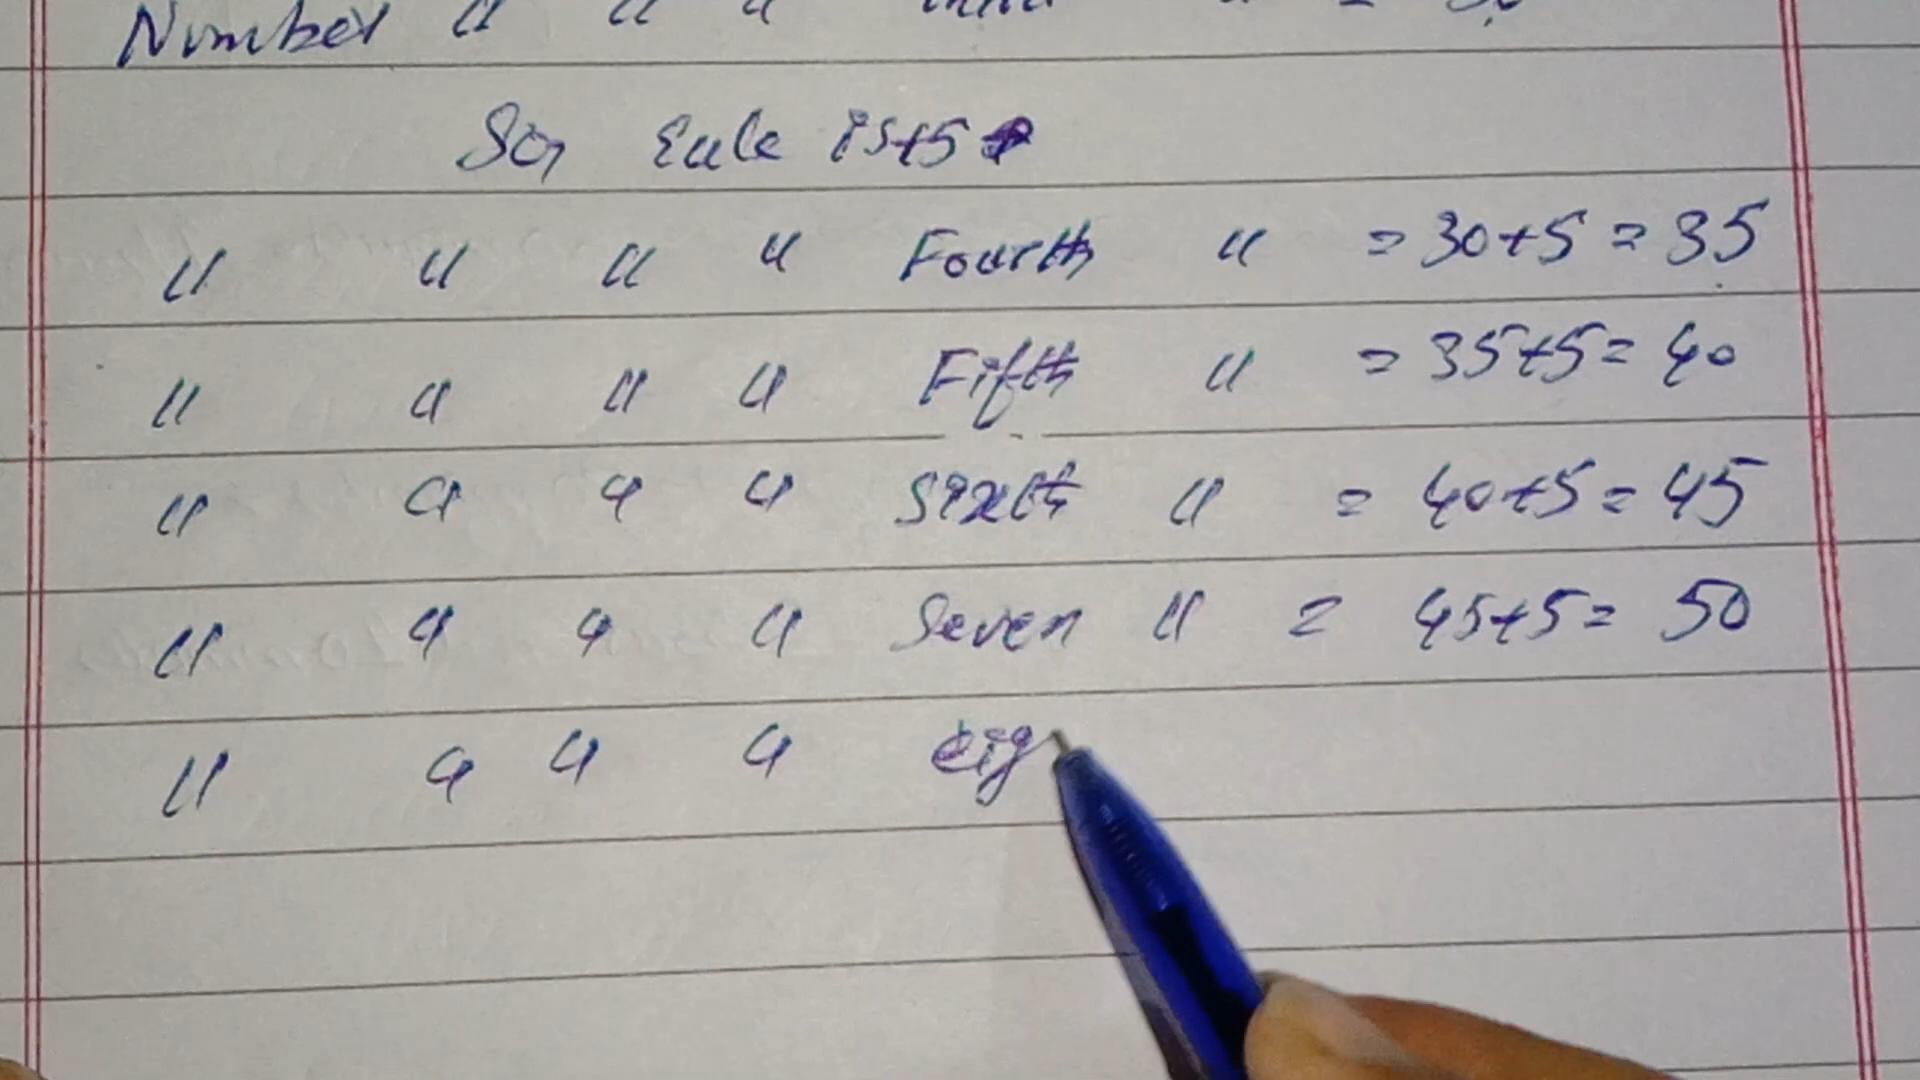 Number " " " "
So, Eule is+5
" " " " Fourth " = 30+5 = 35
" " " " Fifth " = 35+5 = 40
" " " " Sixth " = 40+5 = 45
" " " " Seven " = 45+5 = 50
" " " " eig